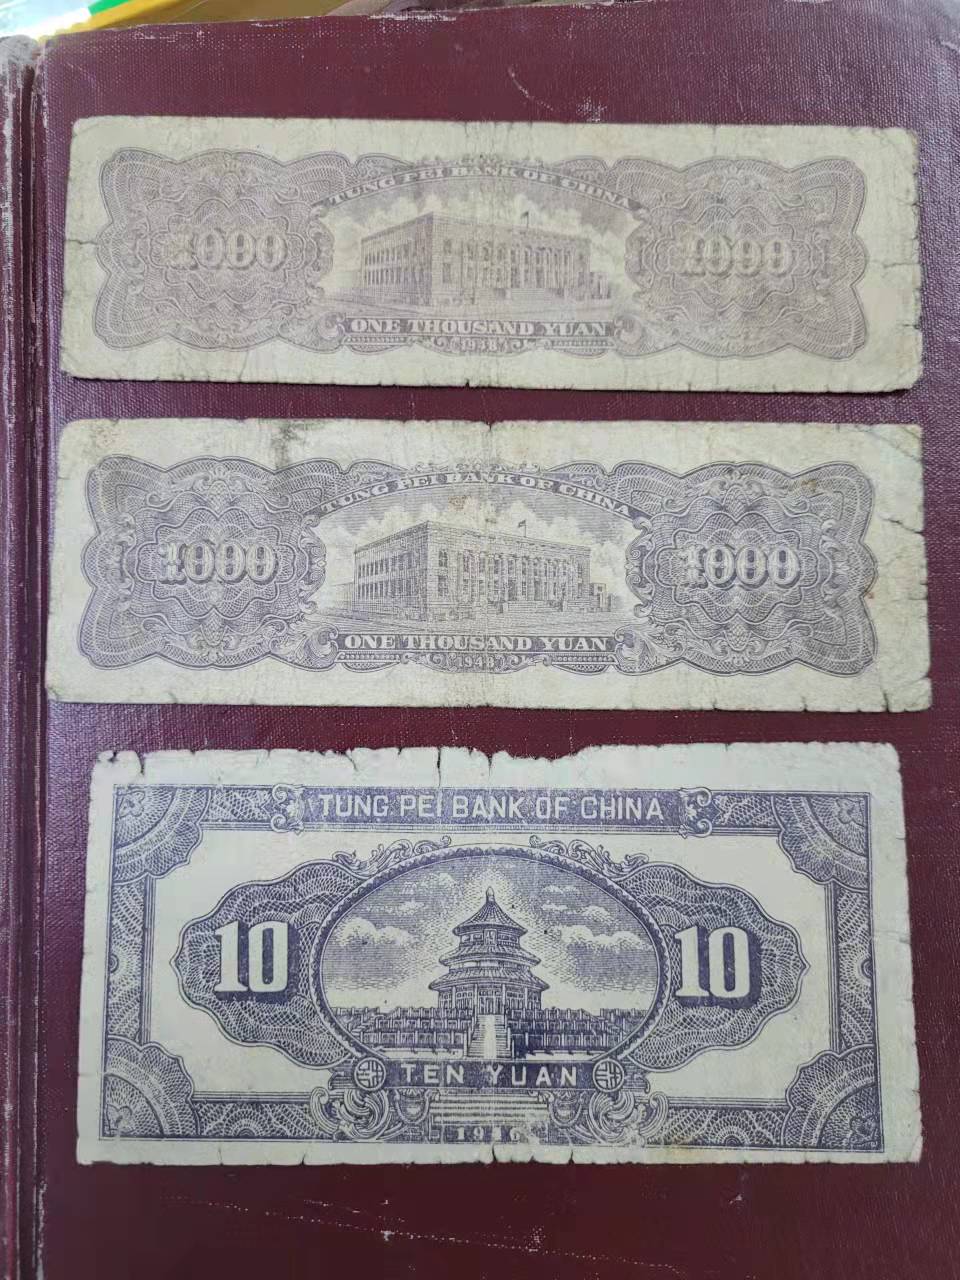 TUNG PEI BANK OF CHINA
1000 1000
ONE THOUSAND YUAN
TUNG PEI BANK OF CHINA
1000 1000
ONE THOUSAND YUAN
1948
TUNG PEI BANK OF CHINA
10 10
TEN YUAN
1946